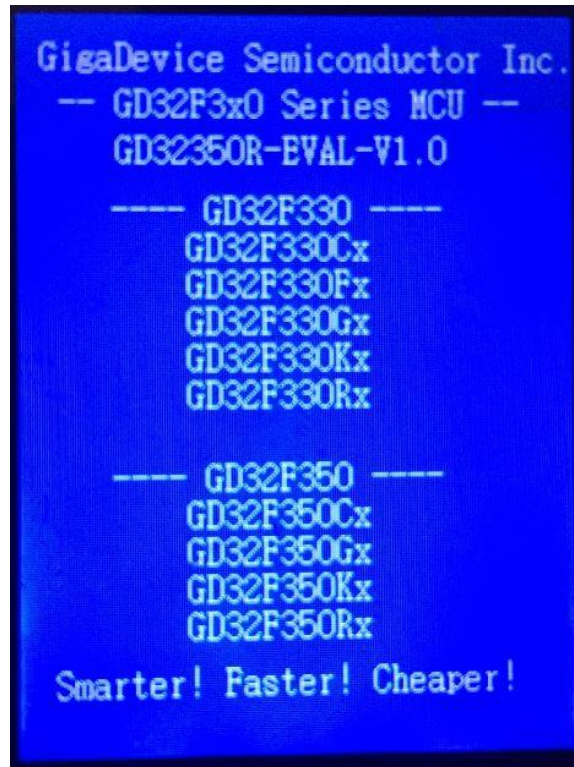 GigaDevice Semiconductor Inc.
-- GD32F3x0 Series MCU --
GD32350R-EVAL-V1.0
---- GD32F330 ----
GD32F330Cx
GD32F330Fx
GD32F330Gx
GD32F330Kx
GD32F330Rx
---- GD32F350 ----
GD32F350Cx
GD32F350Gx
GD32F350Kx
GD32F350Rx
Smarter! Faster! Cheaper!